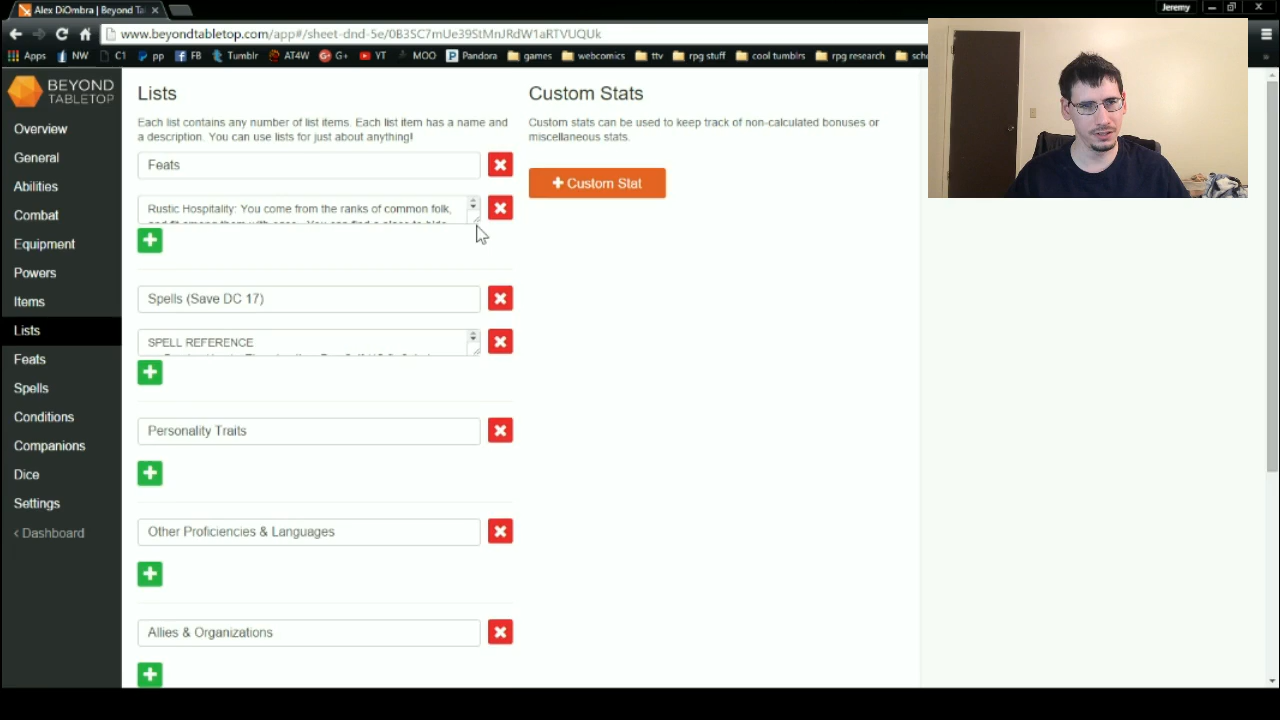 Alex DiOmbra | Beyond Ta
Jeremy
www.beyondtabletop.com/app#/sheet-dnd-5e/0B3SC7mUe39StMnJRdW1aRTVUQUk
Apps NW C1 pp FB Tumblr AT4W G+ YT MOO Pandora games webcomics ttv rpg stuff cool tumblrs rpg research
BEYOND
TABLETOP
Overview
General
Abilities
Combat
Equipment
Powers
Items
Lists
Feats
Spells
Conditions
Companions
Dice
Settings
< Dashboard
Lists
Each list contains any number of list items. Each list item has a name and
a description. You can use lists for just about anything!
Feats
Rustic Hospitality: You come from the ranks of common folk,
Spells (Save DC 17)
SPELL REFERENCE
Personality Traits
Other Proficiencies & Languages
Allies & Organizations
Custom Stats
Custom stats can be used to keep track of non-calculated bonuses or
miscellaneous stats.
+ Custom Stat